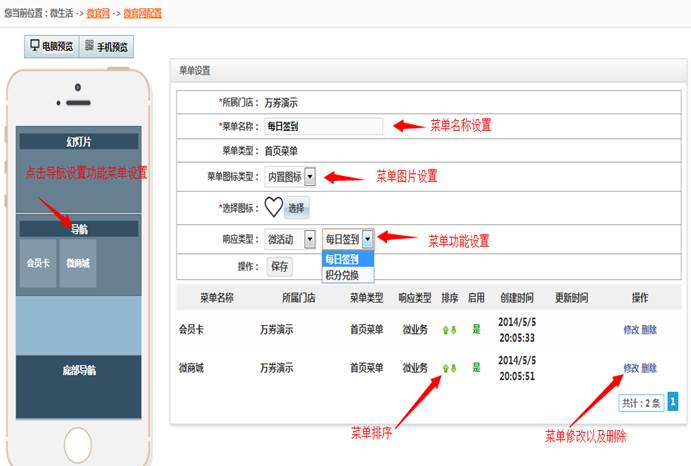 您当前位置：微生活 -> 微官网 -> 微官网配置
电脑预览 手机预览
幻灯片
点击导航设置功能菜单设置
导航
会员卡 微商城
底部导航
菜单设置
*所属门店： 万券演示
*菜单名称： 每日签到 菜单名称设置
菜单类型： 首页菜单
菜单图标类型： 内置图标 菜单图片设置
*选择图标： 选择
响应类型： 微活动 每日签到 菜单功能设置
每日签到
积分兑换
操作： 保存
菜单名称 所属门店 菜单类型 响应类型 排序 启用 创建时间 更新时间 操作
会员卡 万券演示 首页菜单 微业务 是 2014/5/5 20:05:33 修改 删除
微商城 万券演示 首页菜单 微业务 是 2014/5/5 20:05:51 修改 删除
共计：2 条 1
菜单排序 菜单修改以及删除